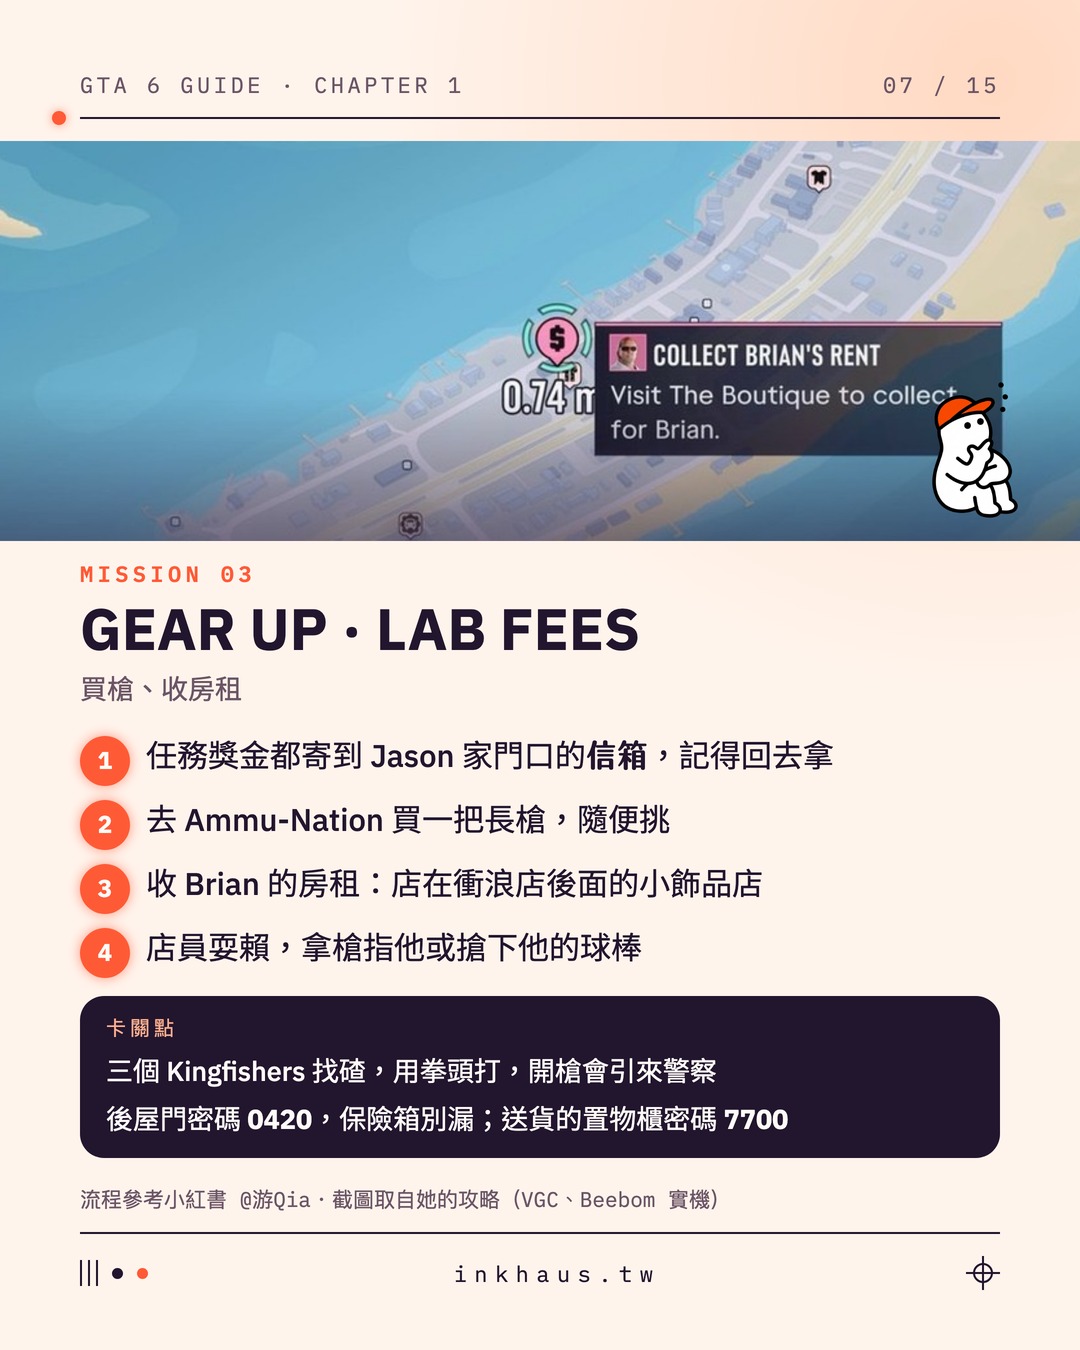 GTA 6 GUIDE · CHAPTER 1
07 / 15
COLLECT BRIAN'S RENT
0.74 m
Visit The Boutique to collect
for Brian.
MISSION 03
GEAR UP · LAB FEES
買槍、收房租
1 任務獎金都寄到 Jason 家門口的信箱，記得回去拿
2 去 Ammu-Nation 買一把長槍，隨便挑
3 收 Brian 的房租：店在衝浪店後面的小飾品店
4 店員耍賴，拿槍指他或搶下他的球棒
卡關點
三個 Kingfishers 找碴，用拳頭打，開槍會引來警察
後屋門密碼 0420，保險箱別漏；送貨的置物櫃密碼 7700
流程參考小紅書 @游Qia · 截圖取自她的攻略（VGC、Beebom 實機）
inkhaus.tw